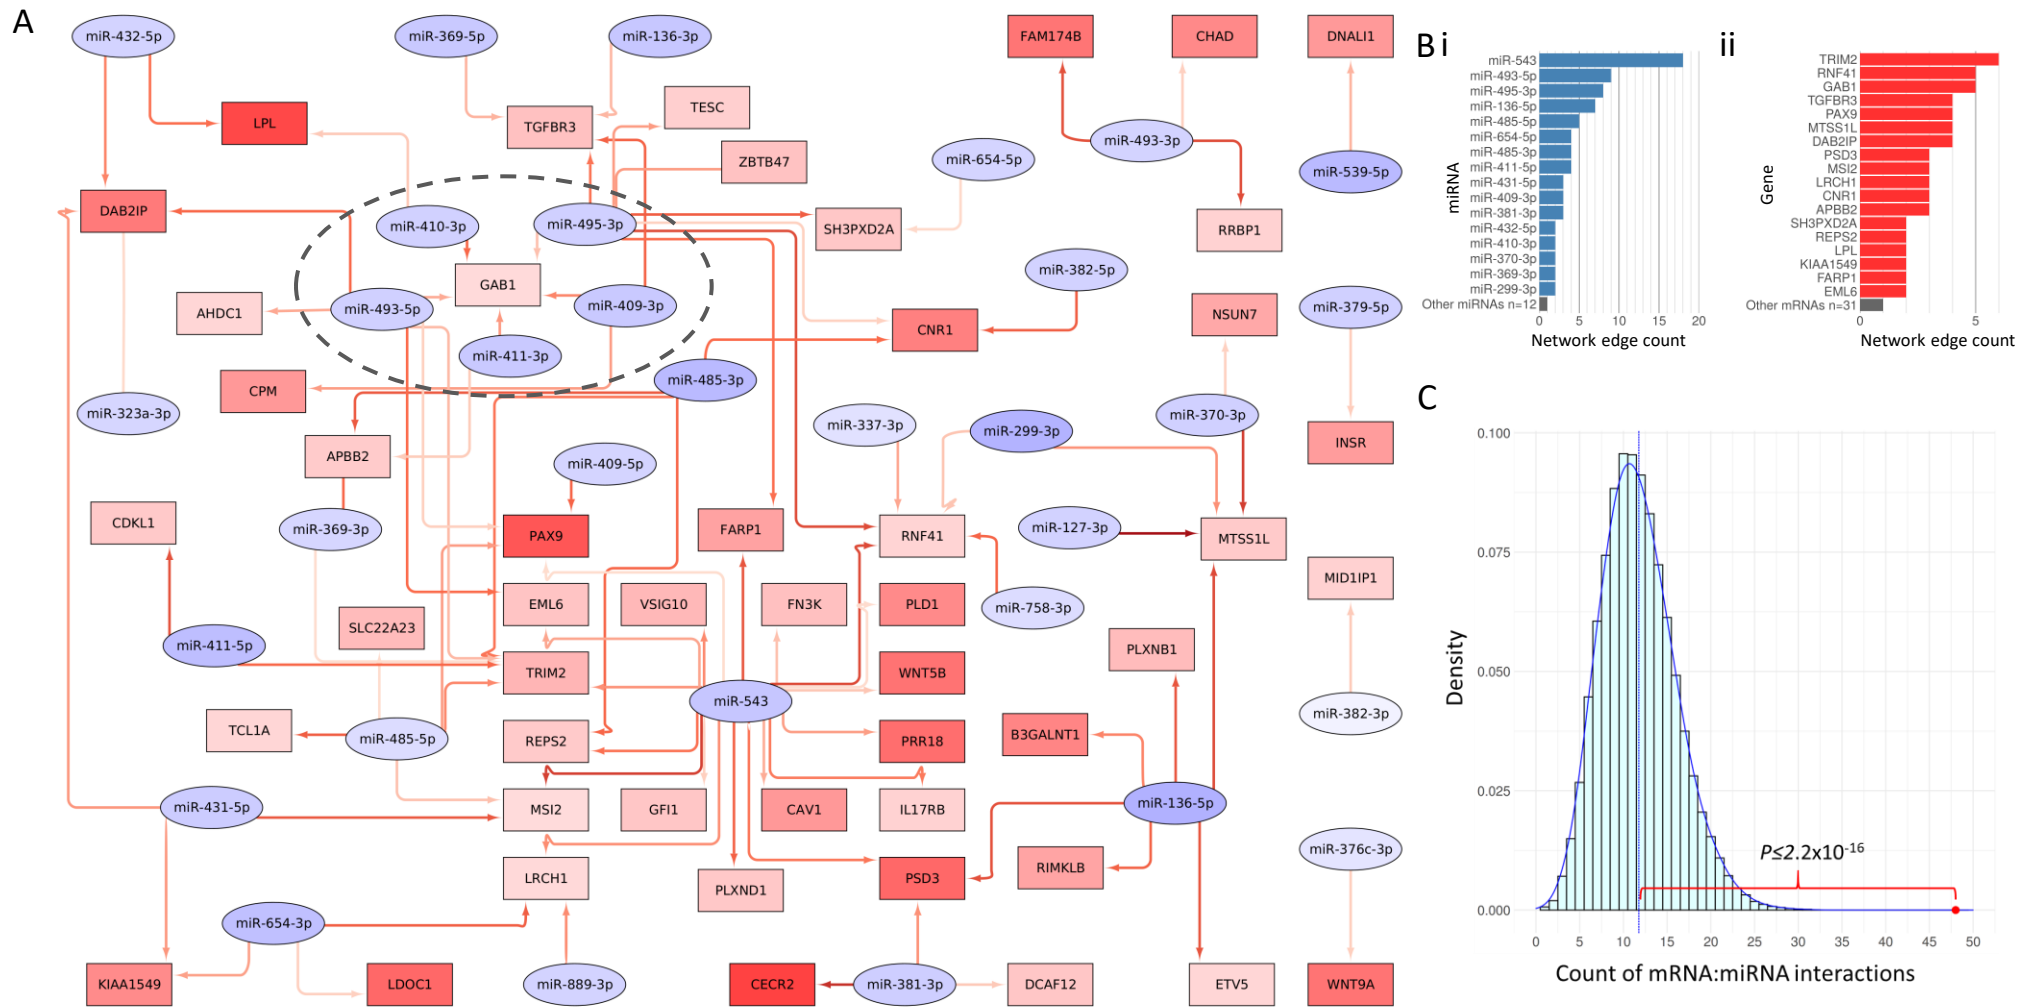 A
miR-432-5p
miR-369-5p
miR-136-3p
FAM174B
CHAD
DNALI1
LPL
TGFBR3
TESC
ZBTB47
miR-493-3p
miR-654-5p
miR-539-5p
DAB2IP
miR-410-3p
miR-495-3p
SH3PXD2A
RRBP1
GAB1
miR-382-5p
AHDC1
miR-493-5p
miR-409-3p
NSUN7
miR-379-5p
CNR1
miR-411-3p
CPM
miR-485-3p
miR-323a-3p
miR-370-3p
miR-337-3p
miR-299-3p
INSR
APBB2
miR-409-5p
CDKL1
miR-369-3p
PAX9
FARP1
RNF41
miR-127-3p
MTSS1L
MID1IP1
EML6
VSIG10
FN3K
PLD1
miR-758-3p
SLC22A23
miR-411-5p
TRIM2
WNT5B
PLXNB1
miR-543
miR-382-3p
TCL1A
miR-485-5p
REPS2
PRR18
B3GALNT1
miR-431-5p
MSI2
GFI1
CAV1
IL17RB
miR-136-5p
miR-376c-3p
LRCH1
PLXND1
PSD3
RIMKLB
miR-654-3p
KIAA1549
LDOC1
miR-889-3p
CECR2
miR-381-3p
DCAF12
ETV5
WNT9A
B i
miRNA
miR-543
miR-493-5p
miR-495-3p
miR-136-5p
miR-485-5p
miR-654-5p
miR-485-3p
miR-411-5p
miR-431-5p
miR-409-3p
miR-381-3p
miR-432-5p
miR-410-3p
miR-370-3p
miR-369-3p
miR-299-3p
Other miRNAs n=12
0 5 10 15 20
Network edge count
ii
Gene
TRIM2
RNF41
GAB1
TGFBR3
PAX9
MTSS1L
DAB2IP
PSD3
MSI2
LRCH1
CNR1
APBB2
SH3PXD2A
REPS2
LPL
KIAA1549
FARP1
EML6
Other mRNAs n=31
0 5
Network edge count
C
Density
0.100
0.075
0.050
0.025
0.000
P≤2.2x10⁻¹⁶
0 5 10 15 20 25 30 35 40 45 50
Count of mRNA:miRNA interactions